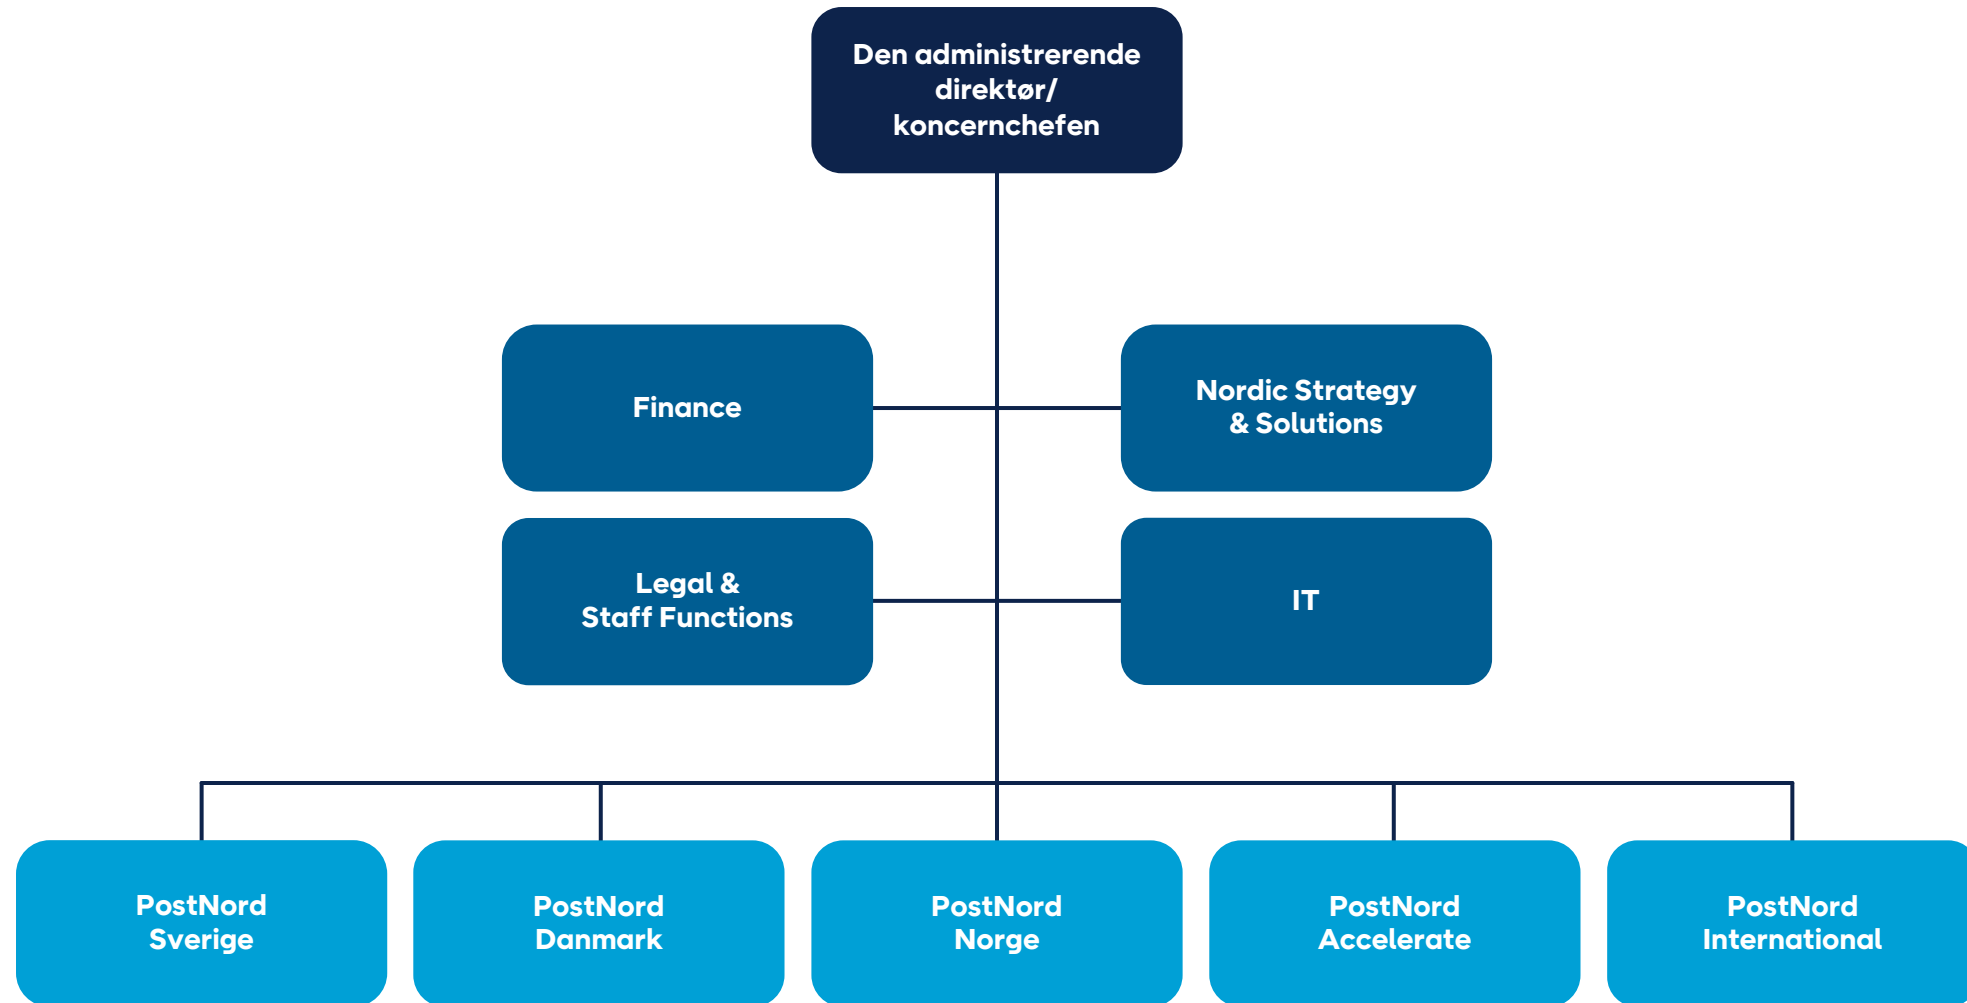 Den administrerende
direktør/
koncernchefen
Finance
Nordic Strategy
& Solutions
Legal &
Staff Functions
IT
PostNord
Sverige
PostNord
Danmark
PostNord
Norge
PostNord
Accelerate
PostNord
International